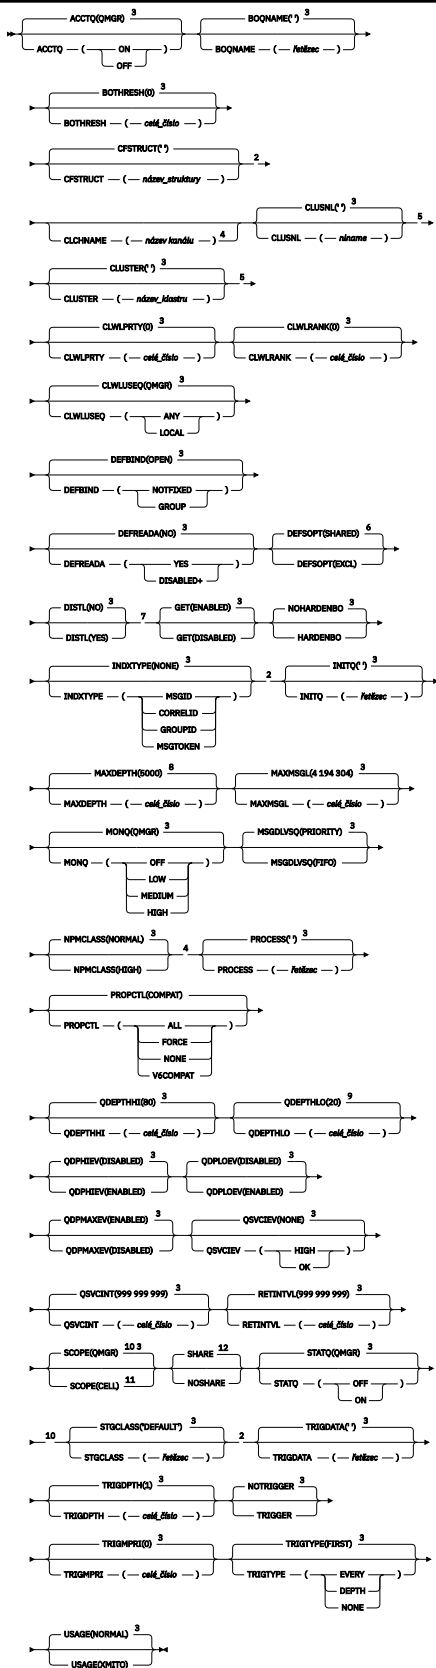 ACCTQ(QMGR) 3 BOQNAME(' ') 3
ACCTQ ( ON ) BOQNAME ( řetězec )
OFF
BOTHRESH(0) 3
BOTHRESH ( celé_číslo )
CFSTRUCT(' ') 3 2
CFSTRUCT ( název_struktury )
CLUSNL(' ') 3 5
CLCHNAME ( název kanálu ) 4 CLUSNL ( nlname )
CLUSTER(' ') 3 5
CLUSTER ( název_klastru )
CLWLPRTY(0) 3 CLWLRANK(0) 3
CLWLPRTY ( celé_číslo ) CLWLRANK ( celé_číslo )
CLWLUSEQ(QMGR) 3
CLWLUSEQ ( ANY )
LOCAL
DEFBIND(OPEN) 3
DEFBIND ( NOTFIXED )
GROUP
DEFREADA(NO) 3 DEFSOPT(SHARED) 6
DEFREADA ( YES ) DEFSOPT(EXCL)
DISABLED+
DISTL(NO) 3 7 GET(ENABLED) 3 NOHARDENBO 3
DISTL(YES) GET(DISABLED) HARDENBO
INDXTYPE(NONE) 3 2 INITQ(' ') 3
INDXTYPE ( MSGID ) INITQ ( řetězec )
CORRELID
GROUPID
MSGTOKEN
MAXDEPTH(5000) 8 MAXMSGL(4 194 304) 3
MAXDEPTH ( celé_číslo ) MAXMSGL ( celé_číslo )
MONQ(QMGR) 3 MSGDLVSQ(PRIORITY) 3
MONQ ( OFF ) MSGDLVSQ(FIFO)
LOW
MEDIUM
HIGH
NPMCLASS(NORMAL) 3 4 PROCESS(' ') 3
NPMCLASS(HIGH) PROCESS ( řetězec )
PROPCTL(COMPAT)
PROPCTL ( ALL )
FORCE
NONE
V6COMPAT
QDEPTHHI(80) 3 QDEPTHLO(20) 9
QDEPTHHI ( celé_číslo ) QDEPTHLO ( celé_číslo )
QDPHIEV(DISABLED) 3 QDPLOEV(DISABLED) 3
QDPHIEV(ENABLED) QDPLOEV(ENABLED)
QDPMAXEV(ENABLED) 3 QSVCIEV(NONE) 3
QDPMAXEV(DISABLED) QSVCIEV ( HIGH )
OK
QSVCINT(999 999 999) 3 RETINTVL(999 999 999) 3
QSVCINT ( celé_číslo ) RETINTVL ( celé_číslo )
SCOPE(QMGR) 10 3 SHARE 12 STATQ(QMGR) 3
SCOPE(CELL) 11 NOSHARE STATQ ( OFF )
ON
10 STGCLASS('DEFAULT') 3 2 TRIGDATA(' ') 3
STGCLASS ( řetězec ) TRIGDATA ( řetězec )
TRIGDPTH(1) 3 NOTRIGGER 3
TRIGDPTH ( celé_číslo ) TRIGGER
TRIGMPRI(0) 3 TRIGTYPE(FIRST) 3
TRIGMPRI ( celé_číslo ) TRIGTYPE ( EVERY )
DEPTH
NONE
USAGE(NORMAL) 3
USAGE(XMITQ)